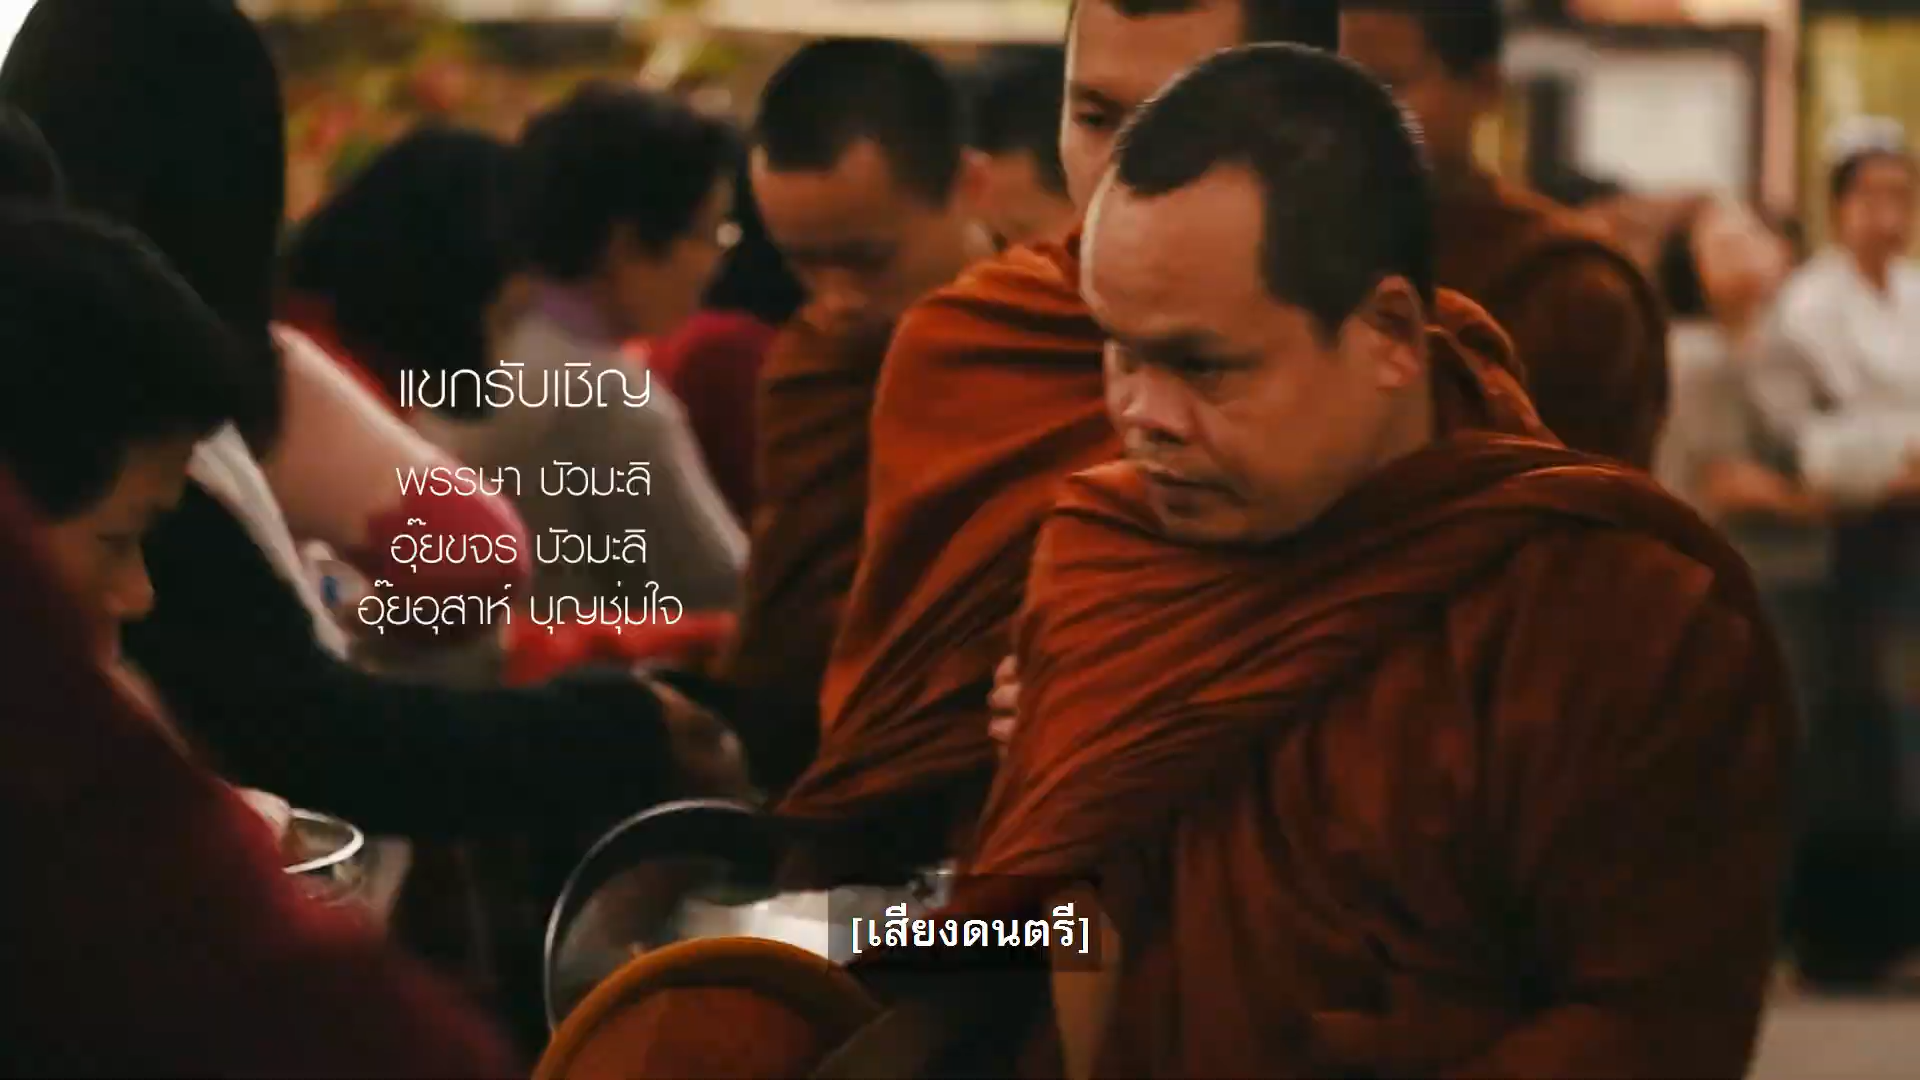 แขกรับเชิญ
พรรษา บัวมะลิ
อุ๊ยขจร บัวมะลิ
อุ๊ยอุสาห์ บุญชุ่มใจ
[เสียงดนตรี]